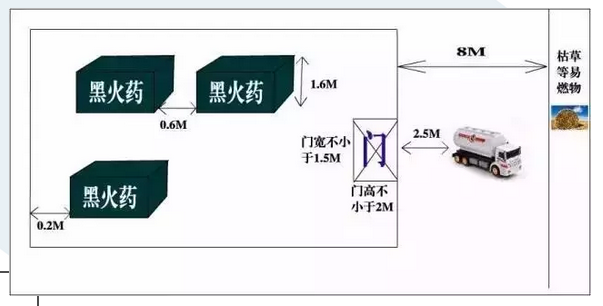 8M
枯草
等易
燃物
黑火药
黑火药
1.6M
0.6M
门宽不小
于1.5M
门
2.5M
门高不
小于2M
黑火药
0.2M